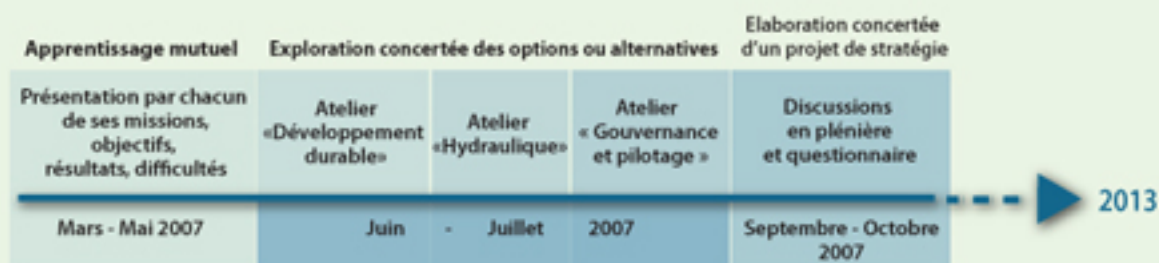 Apprentissage mutuel
Exploration concertée des options ou alternatives
Elaboration concertée
d'un projet de stratégie
Présentation par chacun
de ses missions,
objectifs,
résultats, difficultés
Atelier
«Développement
durable»
Atelier
«Hydraulique»
Atelier
« Gouvernance
et pilotage »
Discussions
en plénière
et questionnaire
2013
Mars - Mai 2007
Juin - Juillet 2007
Septembre - Octobre
2007